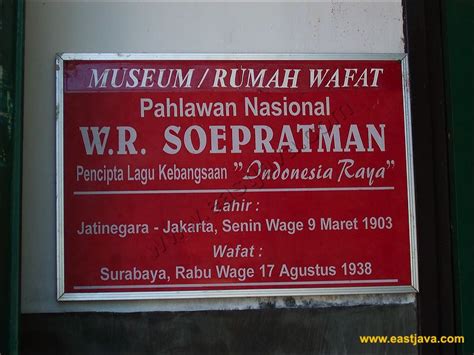 MUSEUM / RUMAH WAFAT
Pahlawan Nasional
W.R. SOEPRATMAN
Pencipta Lagu Kebangsaan "Indonesia Raya"
Lahir :
Jatinegara - Jakarta, Senin Wage 9 Maret 1903
Wafat :
Surabaya, Rabu Wage 17 Agustus 1938
www.eastjava.com